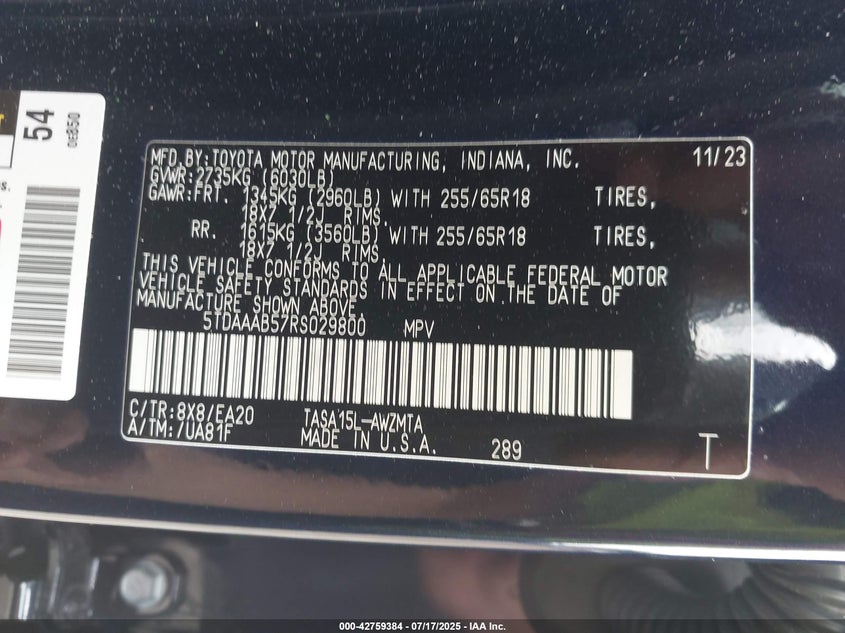 54
0E850
MFD.BY:TOYOTA MOTOR MANUFACTURING, INDIANA, INC. 11/23
GVWR:2735KG (6030LB)
GAWR:FRT. 1345KG (2960LB) WITH 255/65R18 TIRES,
18X7 1/2J RIMS.
RR. 1615KG (3560LB) WITH 255/65R18 TIRES,
18X7 1/2J RIMS.
THIS VEHICLE CONFORMS TO ALL APPLICABLE FEDERAL MOTOR
VEHICLE SAFETY STANDARDS IN EFFECT ON THE DATE OF
MANUFACTURE SHOWN ABOVE.
5TDAAAB57RS029800 MPV
C/TR:8X8/EA20 TASA15L-AWZMTA
A/TM:/UA81F MADE IN U.S.A. 289 T
000-42759384 / 07/17/2025 - IAA Inc.